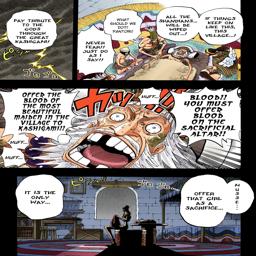 IF THINGS KEEP
ON LIKE THIS,
THIS
VILLAGE...!!
ALL THE
SHANDIANS...
WILL BE
WIPED
OUT...!!
WHAT
SHOULD WE
DO!?
NEVER
FEAR!!
JUST
DO AS
I SAY!!
PAY TRIBUTE
TO THE
GODS
THROUGH
THE
GREAT
KASHIGAMI!
BLOOD!!
YOU MUST
OFFER
BLOOD
ON THE
SACRIFICIAL
ALTAR!!
OFFER THE
BLOOD OF
THE MOST
BEAUTIFUL
MAIDEN IN THE
VILLAGE TO
KASHIGAMI!!
HUFF...
HUFF...
HUFF...
OFFER
THAT GIRL
AS A
SACRIFICE...
IT IS THE
ONLY
WAY...